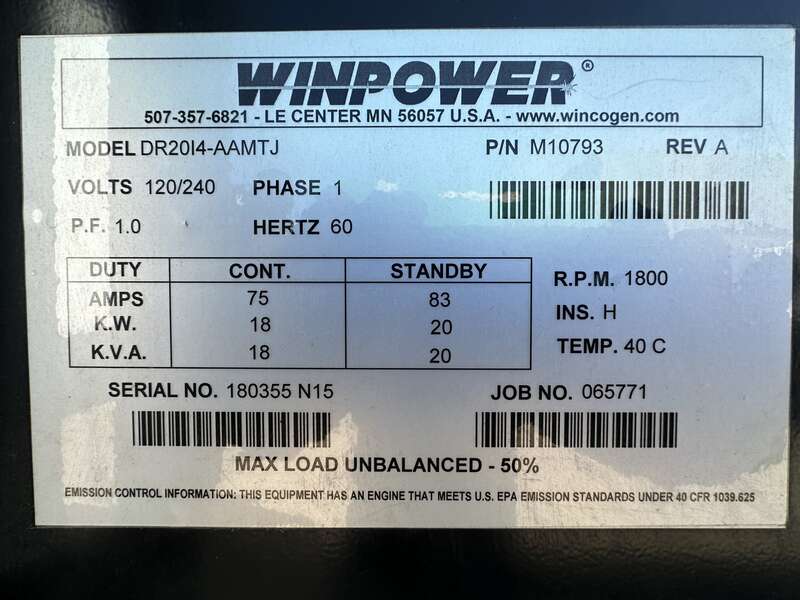 WINPOWER®
507-357-6821 - LE CENTER MN 56057 U.S.A. - www.wincogen.com
MODEL DR20I4-AAMTJ P/N M10793 REV A
VOLTS 120/240 PHASE 1
P.F. 1.0 HERTZ 60
DUTY CONT. STANDBY
R.P.M. 1800
AMPS 75 83
INS. H
K.W. 18 20
TEMP. 40 C
K.V.A. 18 20
SERIAL NO. 180355 N15 JOB NO. 065771
MAX LOAD UNBALANCED - 50%
EMISSION CONTROL INFORMATION: THIS EQUIPMENT HAS AN ENGINE THAT MEETS U.S. EPA EMISSION STANDARDS UNDER 40 CFR 1039.625